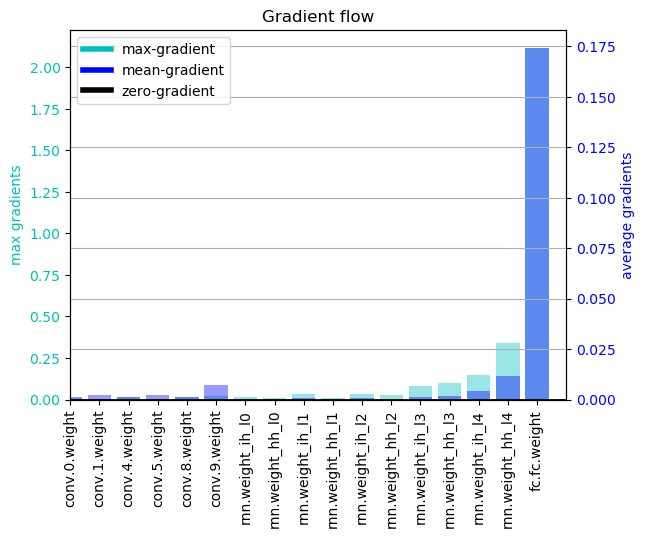 Gradient flow
max-gradient
mean-gradient
zero-gradient
max gradients
2.00
1.75
1.50
1.25
1.00
0.75
0.50
0.25
0.00
0.175
0.150
0.125
0.100
0.075
0.050
0.025
0.000
average gradients
conv.0.weight
conv.1.weight
conv.4.weight
conv.5.weight
conv.8.weight
conv.9.weight
rnn.weight_ih_l0
rnn.weight_hh_l0
rnn.weight_ih_l1
rnn.weight_hh_l1
rnn.weight_ih_l2
rnn.weight_hh_l2
rnn.weight_ih_l3
rnn.weight_hh_l3
rnn.weight_ih_l4
rnn.weight_hh_l4
fc.fc.weight